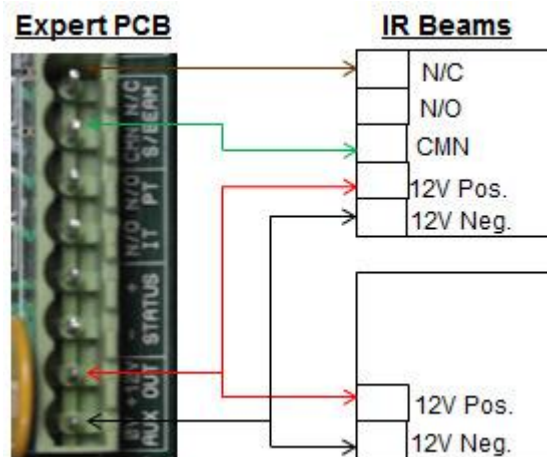 Expert PCB
IR Beams
N/C
N/O
CMN
12V Pos.
12V Neg.
12V Pos.
12V Neg.
CMN N/C
S/BEAM
N/O N/O
IT PT
- +
STATUS
+12V
AUX OUT